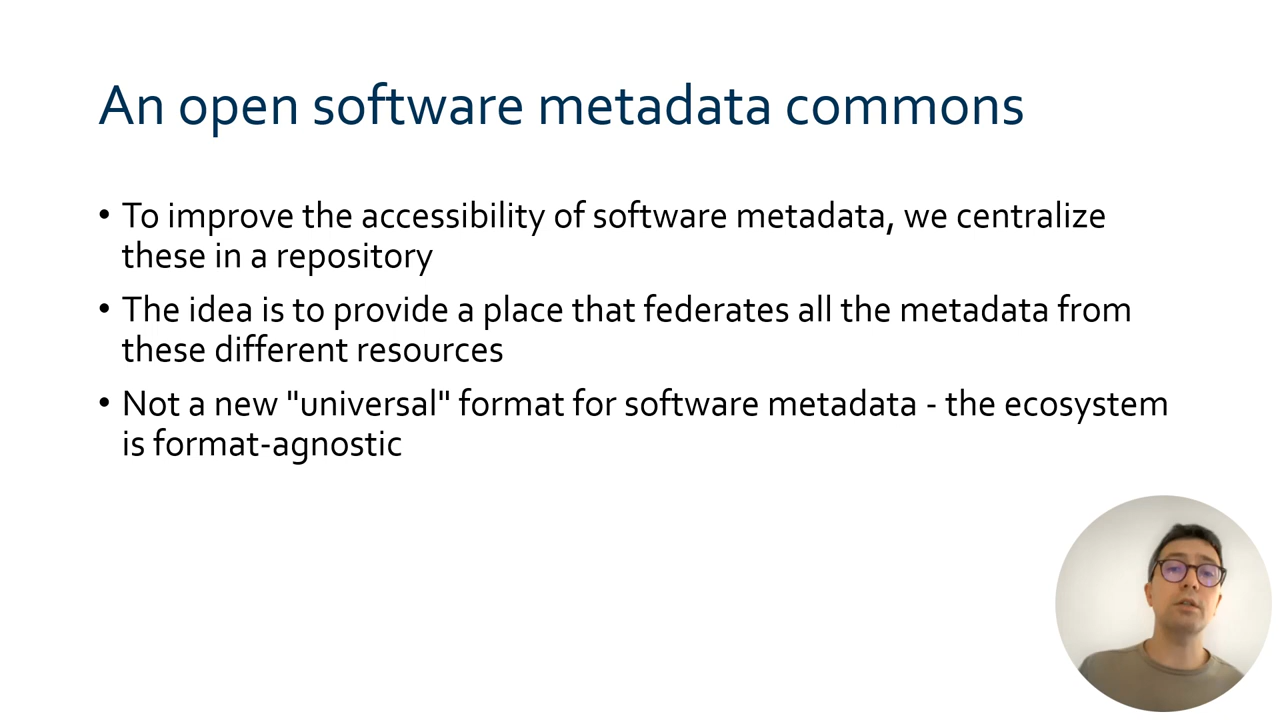 An open software metadata commons
• To improve the accessibility of software metadata, we centralize
these in a repository
• The idea is to provide a place that federates all the metadata from
these different resources
• Not a new "universal" format for software metadata - the ecosystem
is format-agnostic